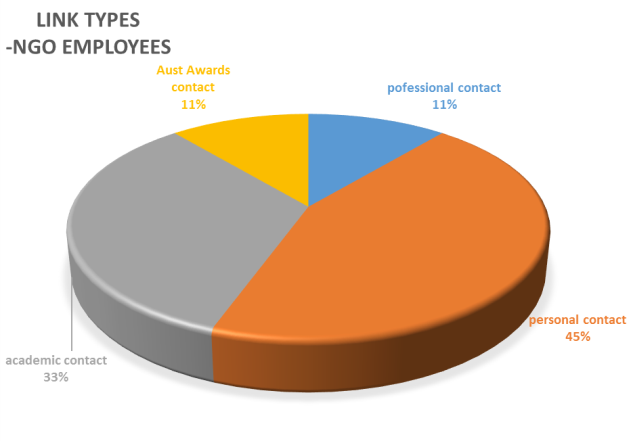 LINK TYPES
-NGO EMPLOYEES
Aust Awards
contact
11%
pofessional contact
11%
personal contact
45%
academic contact
33%